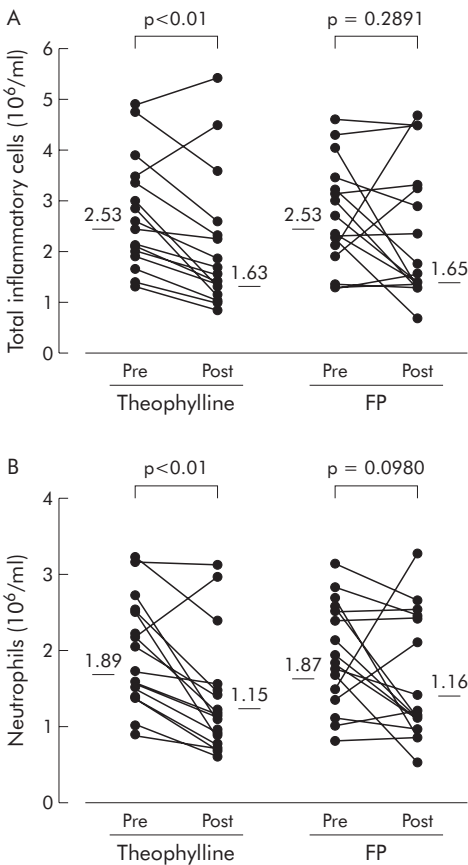 A
p<0.01
p = 0.2891
Total inflammatory cells (10⁶/ml)
6
5
4
3
2
1
0
2.53
1.63
2.53
1.65
Pre
Post
Pre
Post
Theophylline
FP
B
p<0.01
p = 0.0980
Neutrophils (10⁶/ml)
4
3
2
1
0
1.89
1.15
1.87
1.16
Pre
Post
Pre
Post
Theophylline
FP